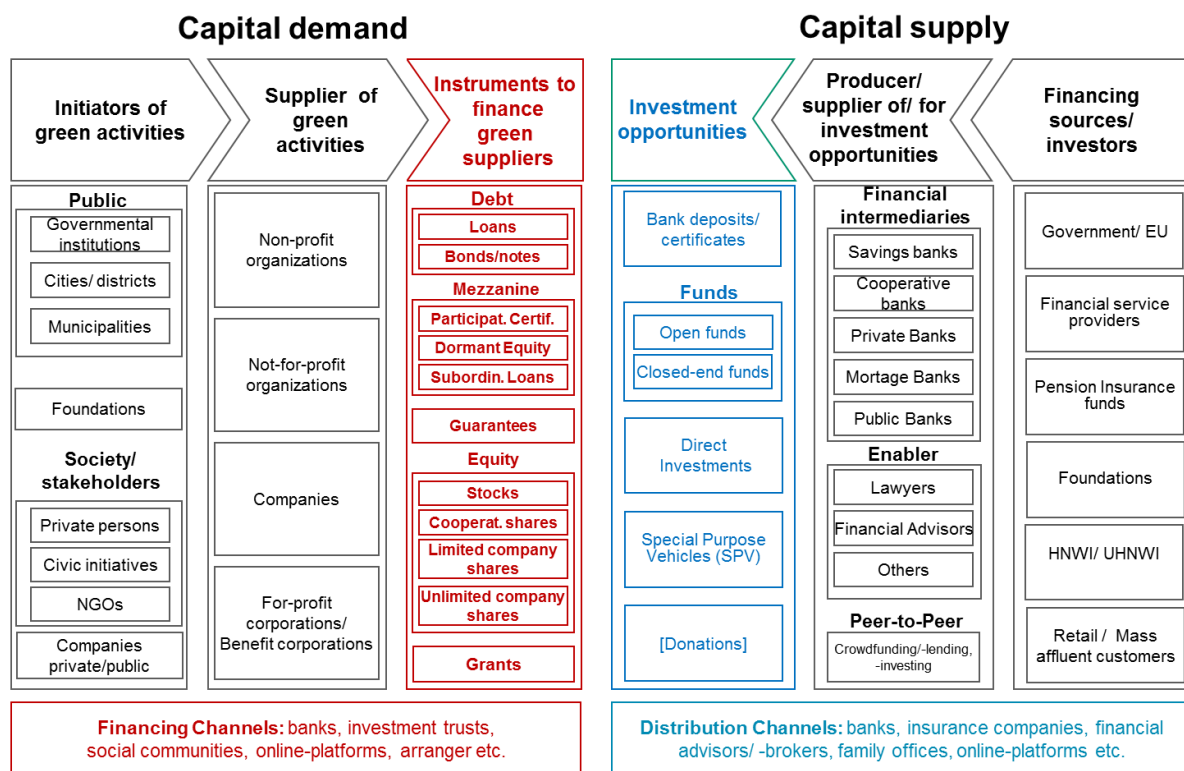 Capital demand
Capital supply
Initiators of
green activities
Supplier of
green
activities
Instruments to
finance
green
suppliers
Investment
opportunities
Producer/
supplier of/ for
investment
opportunities
Financing
sources/
investors
Public
Governmental
institutions
Cities/ districts
Municipalities
Foundations
Society/
stakeholders
Private persons
Civic initiatives
NGOs
Companies
private/public
Non-profit
organizations
Not-for-profit
organizations
Companies
For-profit
corporations/
Benefit corporations
Debt
Loans
Bonds/notes
Mezzanine
Participat. Certif.
Dormant Equity
Subordin. Loans
Guarantees
Equity
Stocks
Cooperat. shares
Limited company
shares
Unlimited company
shares
Grants
Bank deposits/
certificates
Funds
Open funds
Closed-end funds
Direct
Investments
Special Purpose
Vehicles (SPV)
[Donations]
Financial
intermediaries
Savings banks
Cooperative
banks
Private Banks
Mortage Banks
Public Banks
Enabler
Lawyers
Financial Advisors
Others
Peer-to-Peer
Crowdfunding/-lending,
-investing
Government/ EU
Financial service
providers
Pension Insurance
funds
Foundations
HNWI/ UHNWI
Retail / Mass
affluent customers
Financing Channels: banks, investment trusts,
social communities, online-platforms, arranger etc.
Distribution Channels: banks, insurance companies, financial
advisors/ -brokers, family offices, online-platforms etc.